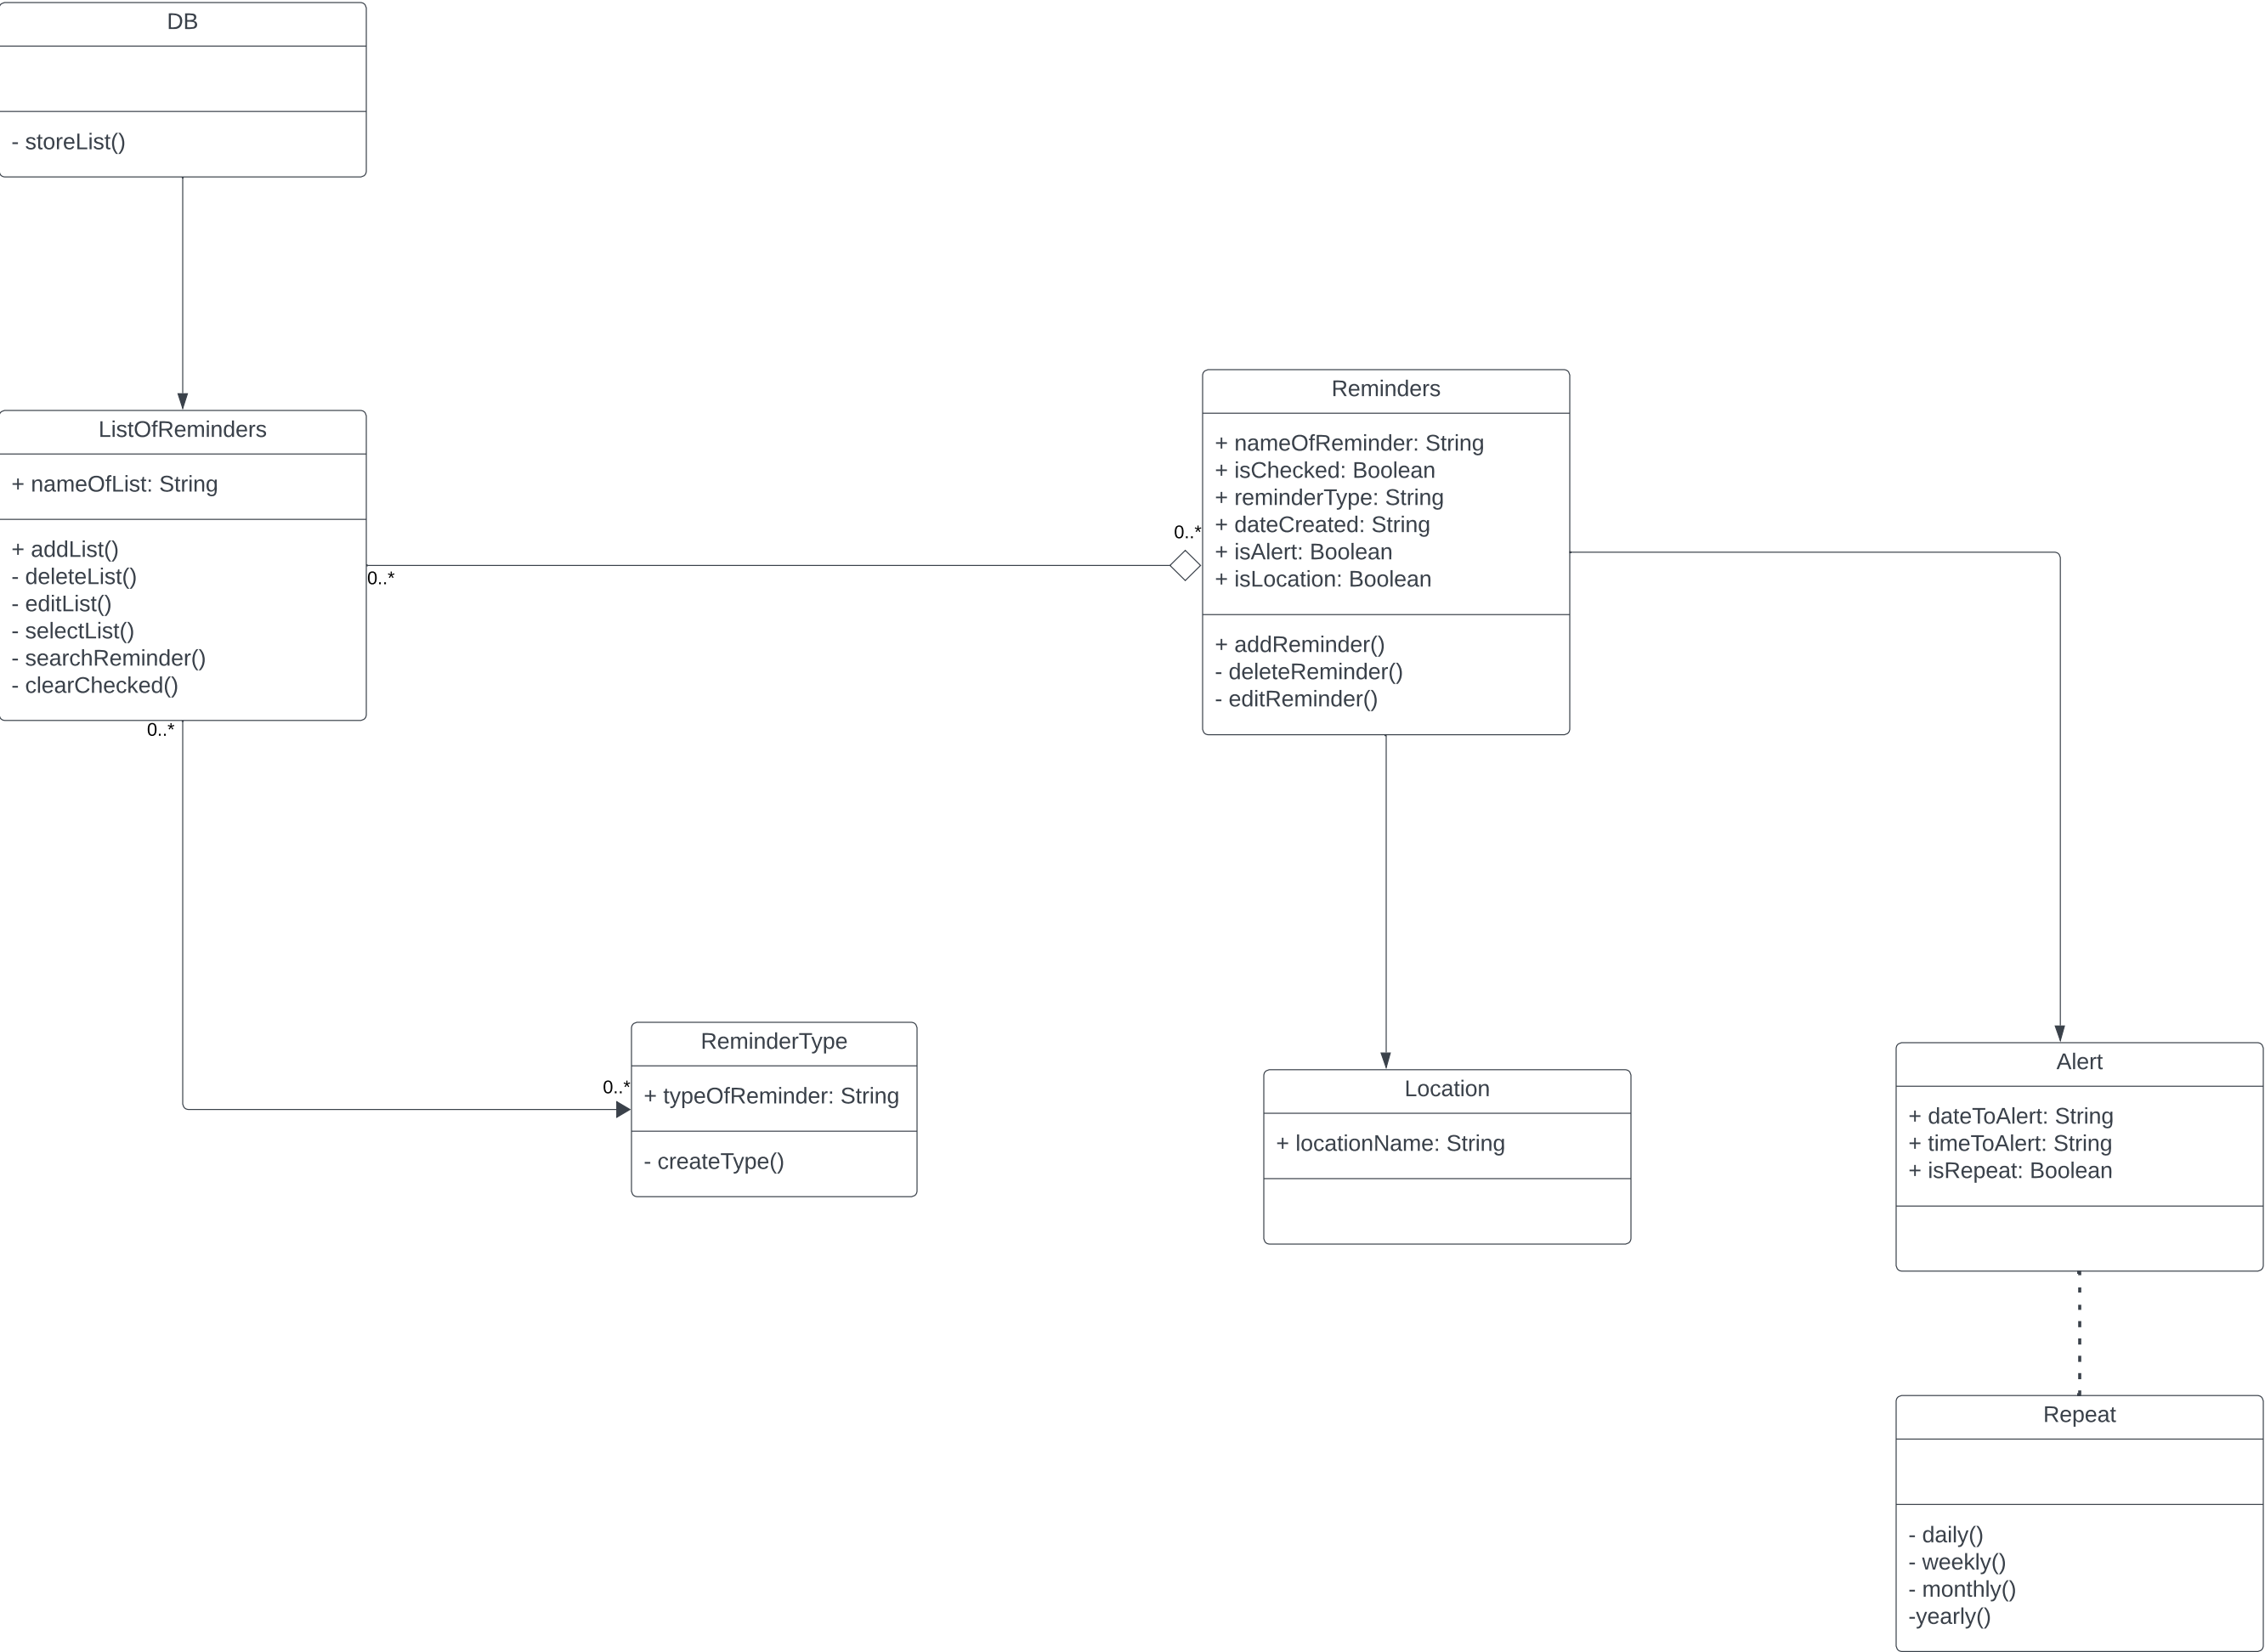 DB
- storeList()
ListOfReminders
+ nameOfList: String
+ addList()
- deleteList()
- editList()
- selectList()
- searchReminder()
- clearChecked()
0..*
0..*
0..*
Reminders
+ nameOfReminder: String
+ isChecked: Boolean
+ reminderType: String
+ dateCreated: String
+ isAlert: Boolean
+ isLocation: Boolean
+ addReminder()
- deleteReminder()
- editReminder()
0..*
ReminderType
+ typeOfReminder: String
- createType()
Location
+ locationName: String
Alert
+ dateToAlert: String
+ timeToAlert: String
+ isRepeat: Boolean
Repeat
- daily()
- weekly()
- monthly()
-yearly()